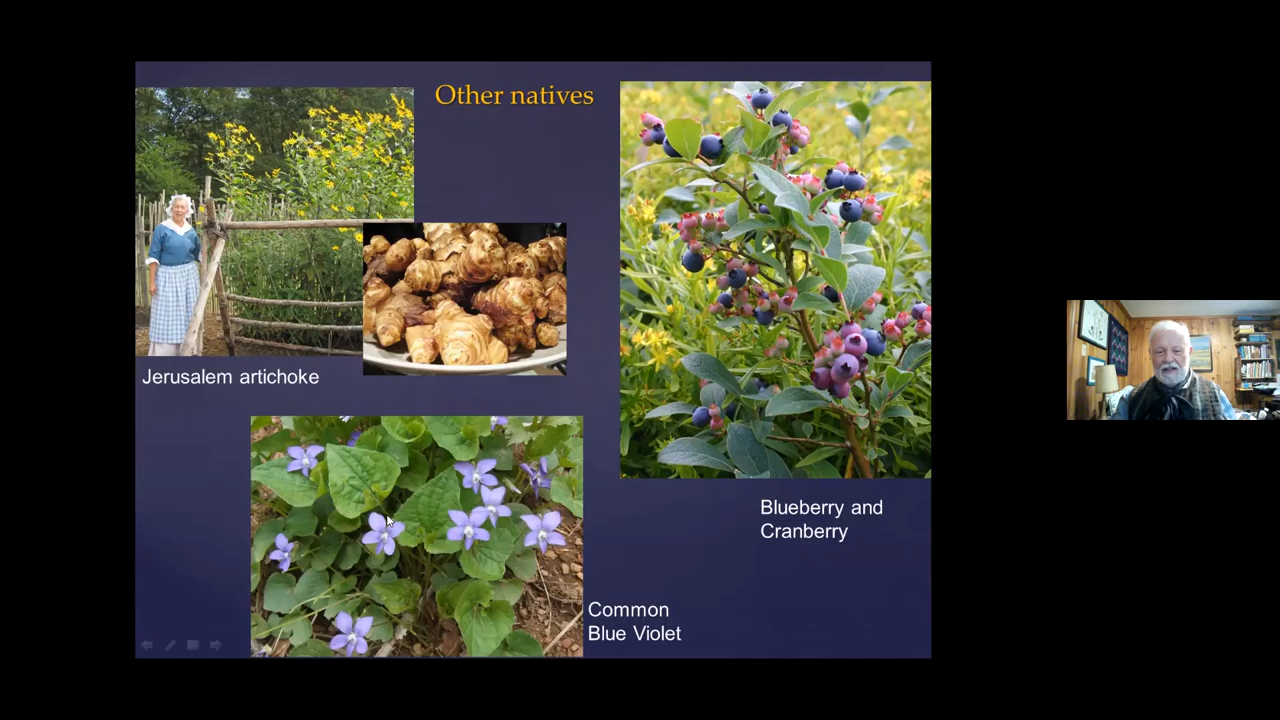 Other natives
Jerusalem artichoke
Blueberry and
Cranberry
Common
Blue Violet